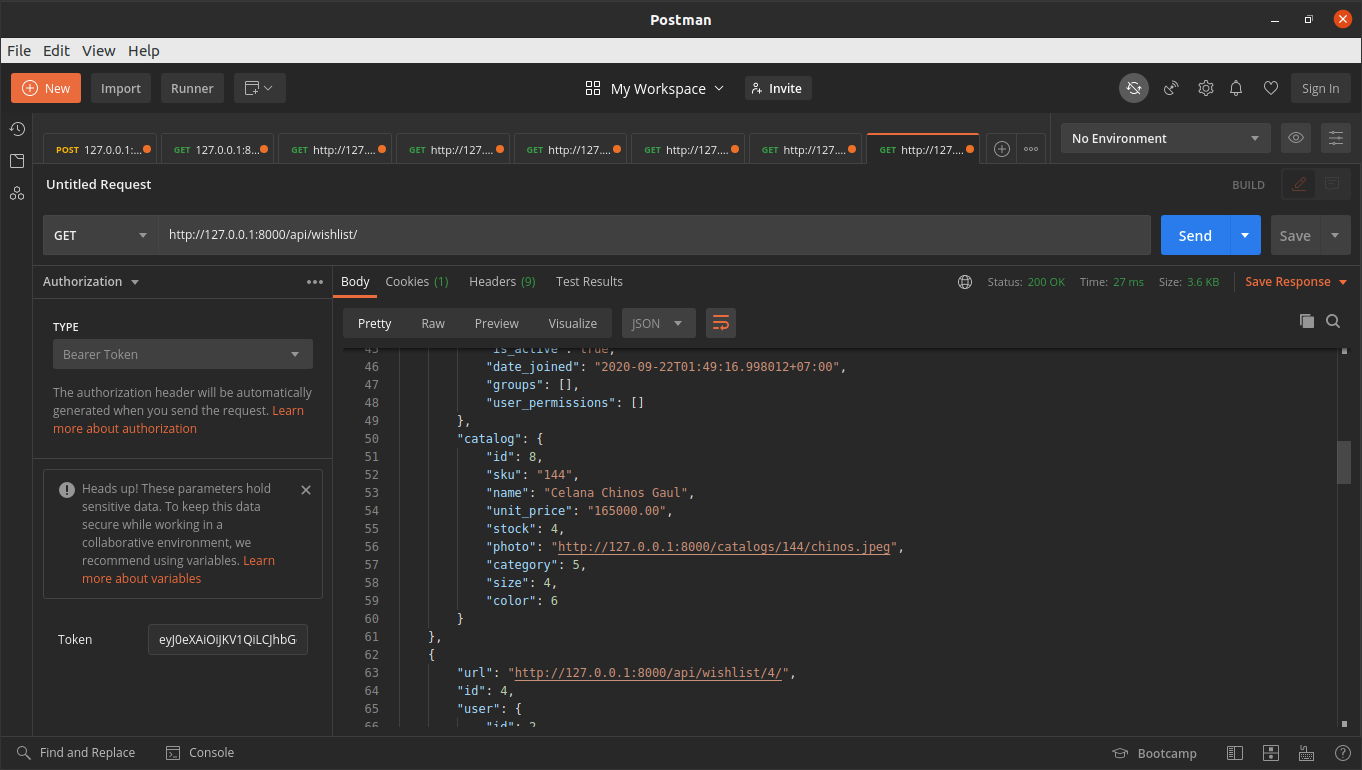 Postman
File Edit View Help
New Import Runner My Workspace Invite Sign In
POST 127.0.0.1:... GET 127.0.0.1:8... GET http://127.... GET http://127.... GET http://127.... GET http://127.... GET http://127.... GET http://127.... No Environment
Untitled Request BUILD
GET http://127.0.0.1:8000/api/wishlist/ Send Save
Authorization
TYPE
Bearer Token
The authorization header will be automatically
generated when you send the request. Learn
more about authorization
Heads up! These parameters hold
sensitive data. To keep this data
secure while working in a
collaborative environment, we
recommend using variables. Learn
more about variables
Token eyJ0eXAiOiJKV1QiLCJhbG
Body Cookies (1) Headers (9) Test Results Status: 200 OK Time: 27 ms Size: 3.6 KB Save Response
Pretty Raw Preview Visualize JSON
45 "is_active": true,
46 "date_joined": "2020-09-22T01:49:16.998012+07:00",
47 "groups": [],
48 "user_permissions": []
49 },
50 "catalog": {
51 "id": 8,
52 "sku": "144",
53 "name": "Celana Chinos Gaul",
54 "unit_price": "165000.00",
55 "stock": 4,
56 "photo": "http://127.0.0.1:8000/catalogs/144/chinos.jpeg",
57 "category": 5,
58 "size": 4,
59 "color": 6
60 }
61 },
62 {
63 "url": "http://127.0.0.1:8000/api/wishlist/4/",
64 "id": 4,
65 "user": {
66 "id": 2
Find and Replace Console Bootcamp